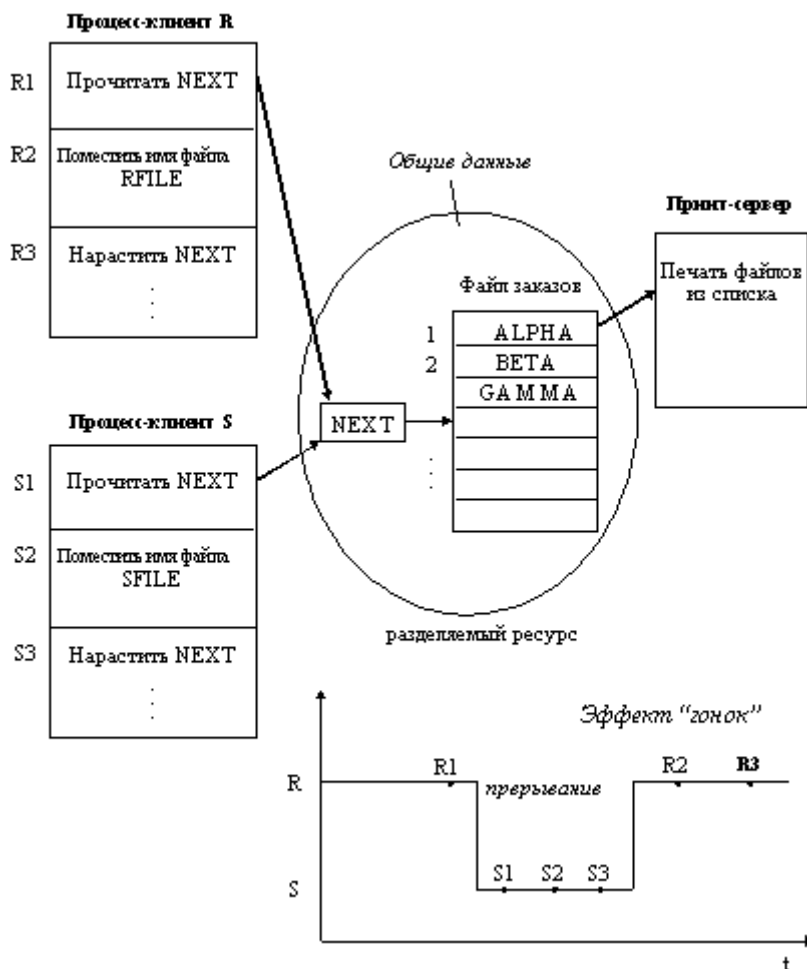 Процесс-клиент R
R1
Прочитать NEXT
R2
Поместить имя файла
RFILE
R3
Нарастить NEXT
Общие данные
Принт-сервер
Печать файлов
из списка
Файл заказов
1
ALPHA
2
BETA
GAMMA
NEXT
Процесс-клиент S
S1
Прочитать NEXT
S2
Поместить имя файла
SFILE
S3
Нарастить NEXT
разделяемый ресурс
Эффект “гонок”
R
R1
прерывание
R2
R3
S
S1
S2
S3
t